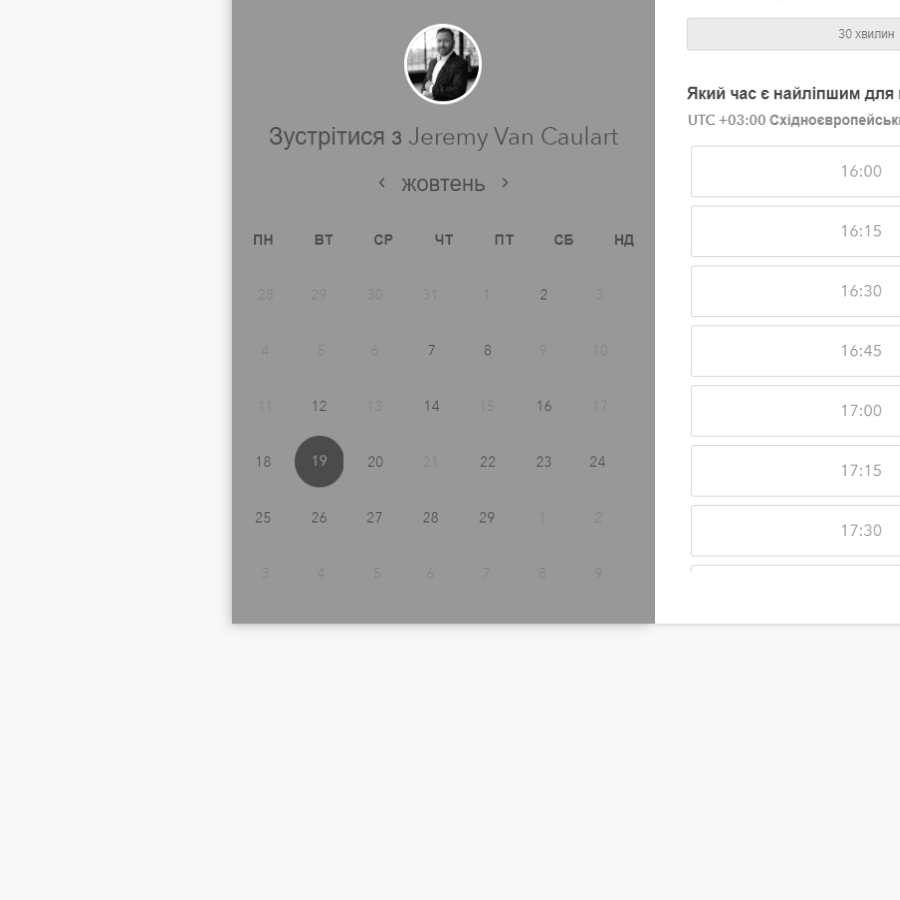 Зустрітися з Jeremy Van Caulart
жовтень
ПН ВТ СР ЧТ ПТ СБ НД
28 29 30 31 1 2 3
4 5 6 7 8 9 10
11 12 13 14 15 16 17
18 19 20 21 22 23 24
25 26 27 28 29 1 2
3 4 5 6 7 8 9
30 хвилин
Який час є найліпшим для
UTC +03:00 Східноєвропейськ
16:00
16:15
16:30
16:45
17:00
17:15
17:30